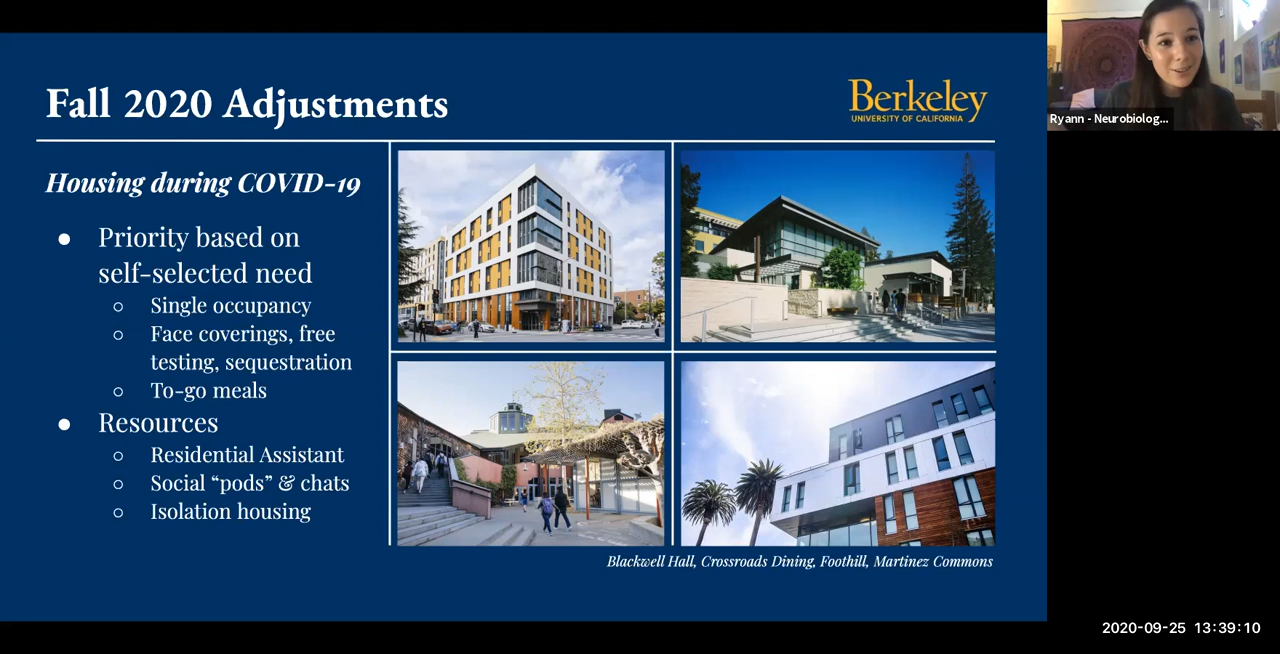 Fall 2020 Adjustments
Berkeley
UNIVERSITY OF CALIFORNIA
Housing during COVID-19
● Priority based on
self-selected need
○ Single occupancy
○ Face coverings, free
testing, sequestration
○ To-go meals
● Resources
○ Residential Assistant
○ Social “pods” & chats
○ Isolation housing
Blackwell Hall, Crossroads Dining, Foothill, Martinez Commons
Ryann - Neurobiolog...
2020-09-25 13:39:10